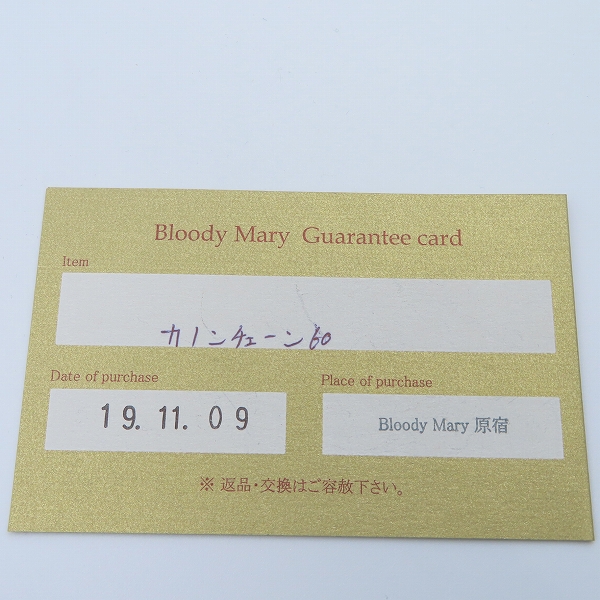 Bloody Mary Guarantee card
Item
カノンチェーン60
Date of purchase
Place of purchase
19. 11. 09
Bloody Mary 原宿
※ 返品・交換はご容赦下さい。